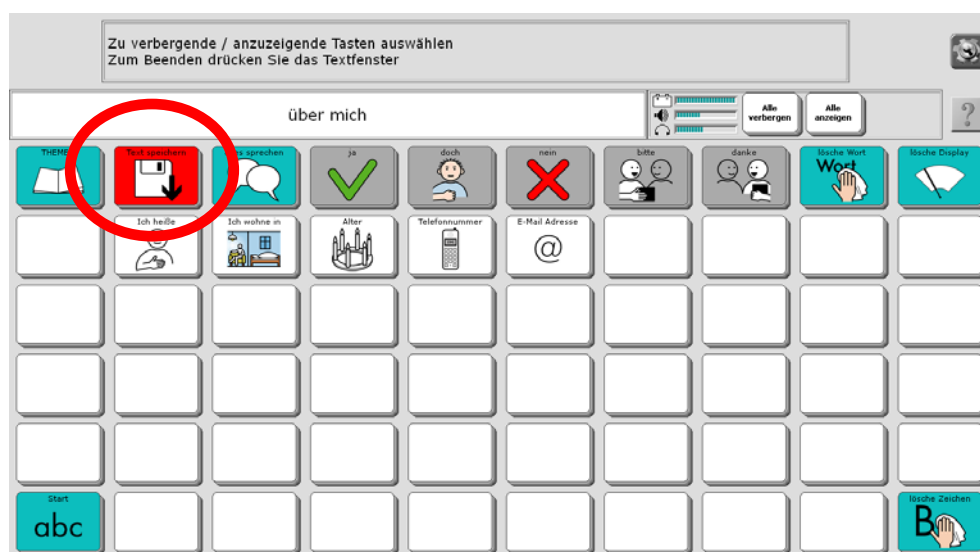 Zu verbergende / anzuzeigende Tasten auswählen
Zum Beenden drücken Sie das Textfenster
über mich
Alle verbergen
Alle anzeigen
?
Text speichern
ja
doch
nein
bitte
danke
lösche Wort
Wort
lösche Display
Ich heiße
Ich wohne in
Alter
Telefonnummer
E-Mail Adresse
@
Start
abc
lösche Zeichen
B